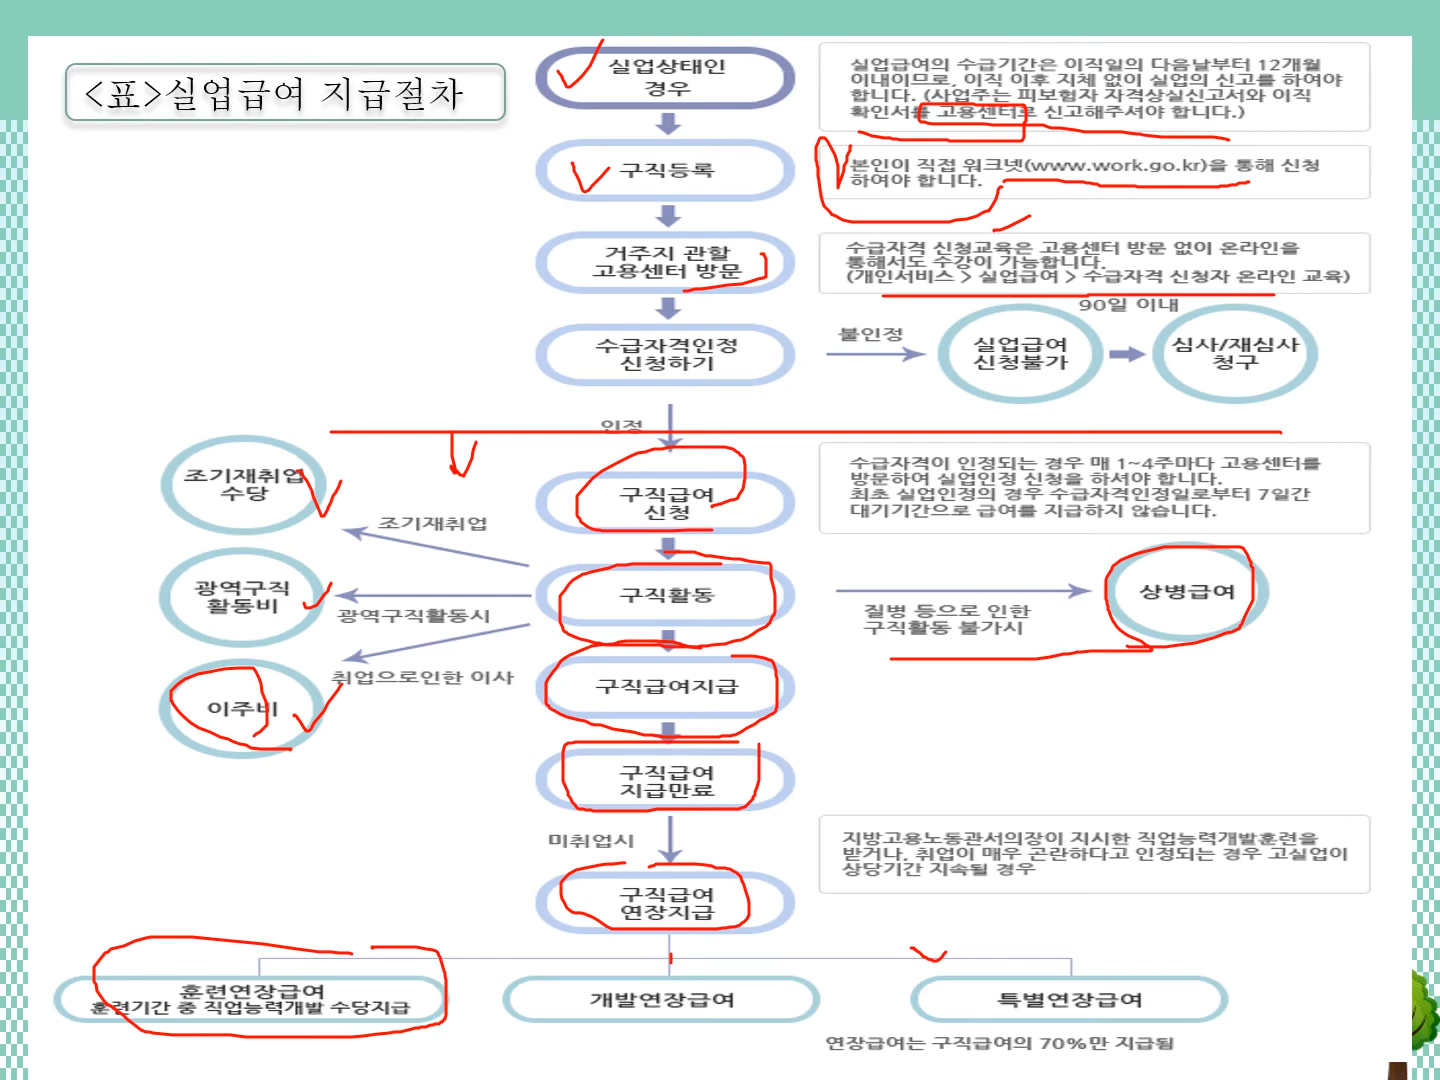 <표>실업급여 지급절차
실업상태인
경우
실업급여의 수급기간은 이직일의 다음날부터 12개월
이내이므로, 이직 이후 지체 없이 실업의 신고를 하여야
합니다. (사업주는 피보험자 자격상실신고서와 이직
확인서를 고용센터로 신고해주셔야 합니다.)
구직등록
본인이 직접 워크넷(www.work.go.kr)을 통해 신청
하여야 합니다.
거주지 관할
고용센터 방문
수급자격 신청교육은 고용센터 방문 없이 온라인을
통해서도 수강이 가능합니다.
(개인서비스 > 실업급여 > 수급자격 신청자 온라인 교육)
90일 이내
수급자격인정
신청하기
불인정
실업급여
신청불가
심사/재심사
청구
인정
조기재취업
수당
구직급여
신청
수급자격이 인정되는 경우 매 1~4주마다 고용센터를
방문하여 실업인정 신청을 하셔야 합니다.
최초 실업인정의 경우 수급자격인정일로부터 7일간
대기기간으로 급여를 지급하지 않습니다.
조기재취업
광역구직
활동비
광역구직활동시
구직활동
질병 등으로 인한
구직활동 불가시
상병급여
취업으로인한 이사
이주비
구직급여지급
구직급여
지급만료
미취업시
지방고용노동관서의장이 지시한 직업능력개발훈련을
받거나, 취업이 매우 곤란하다고 인정되는 경우 고실업이
상당기간 지속될 경우
구직급여
연장지급
훈련연장급여
훈련기간 중 직업능력개발 수당지급
개발연장급여
특별연장급여
연장급여는 구직급여의 70%만 지급됨